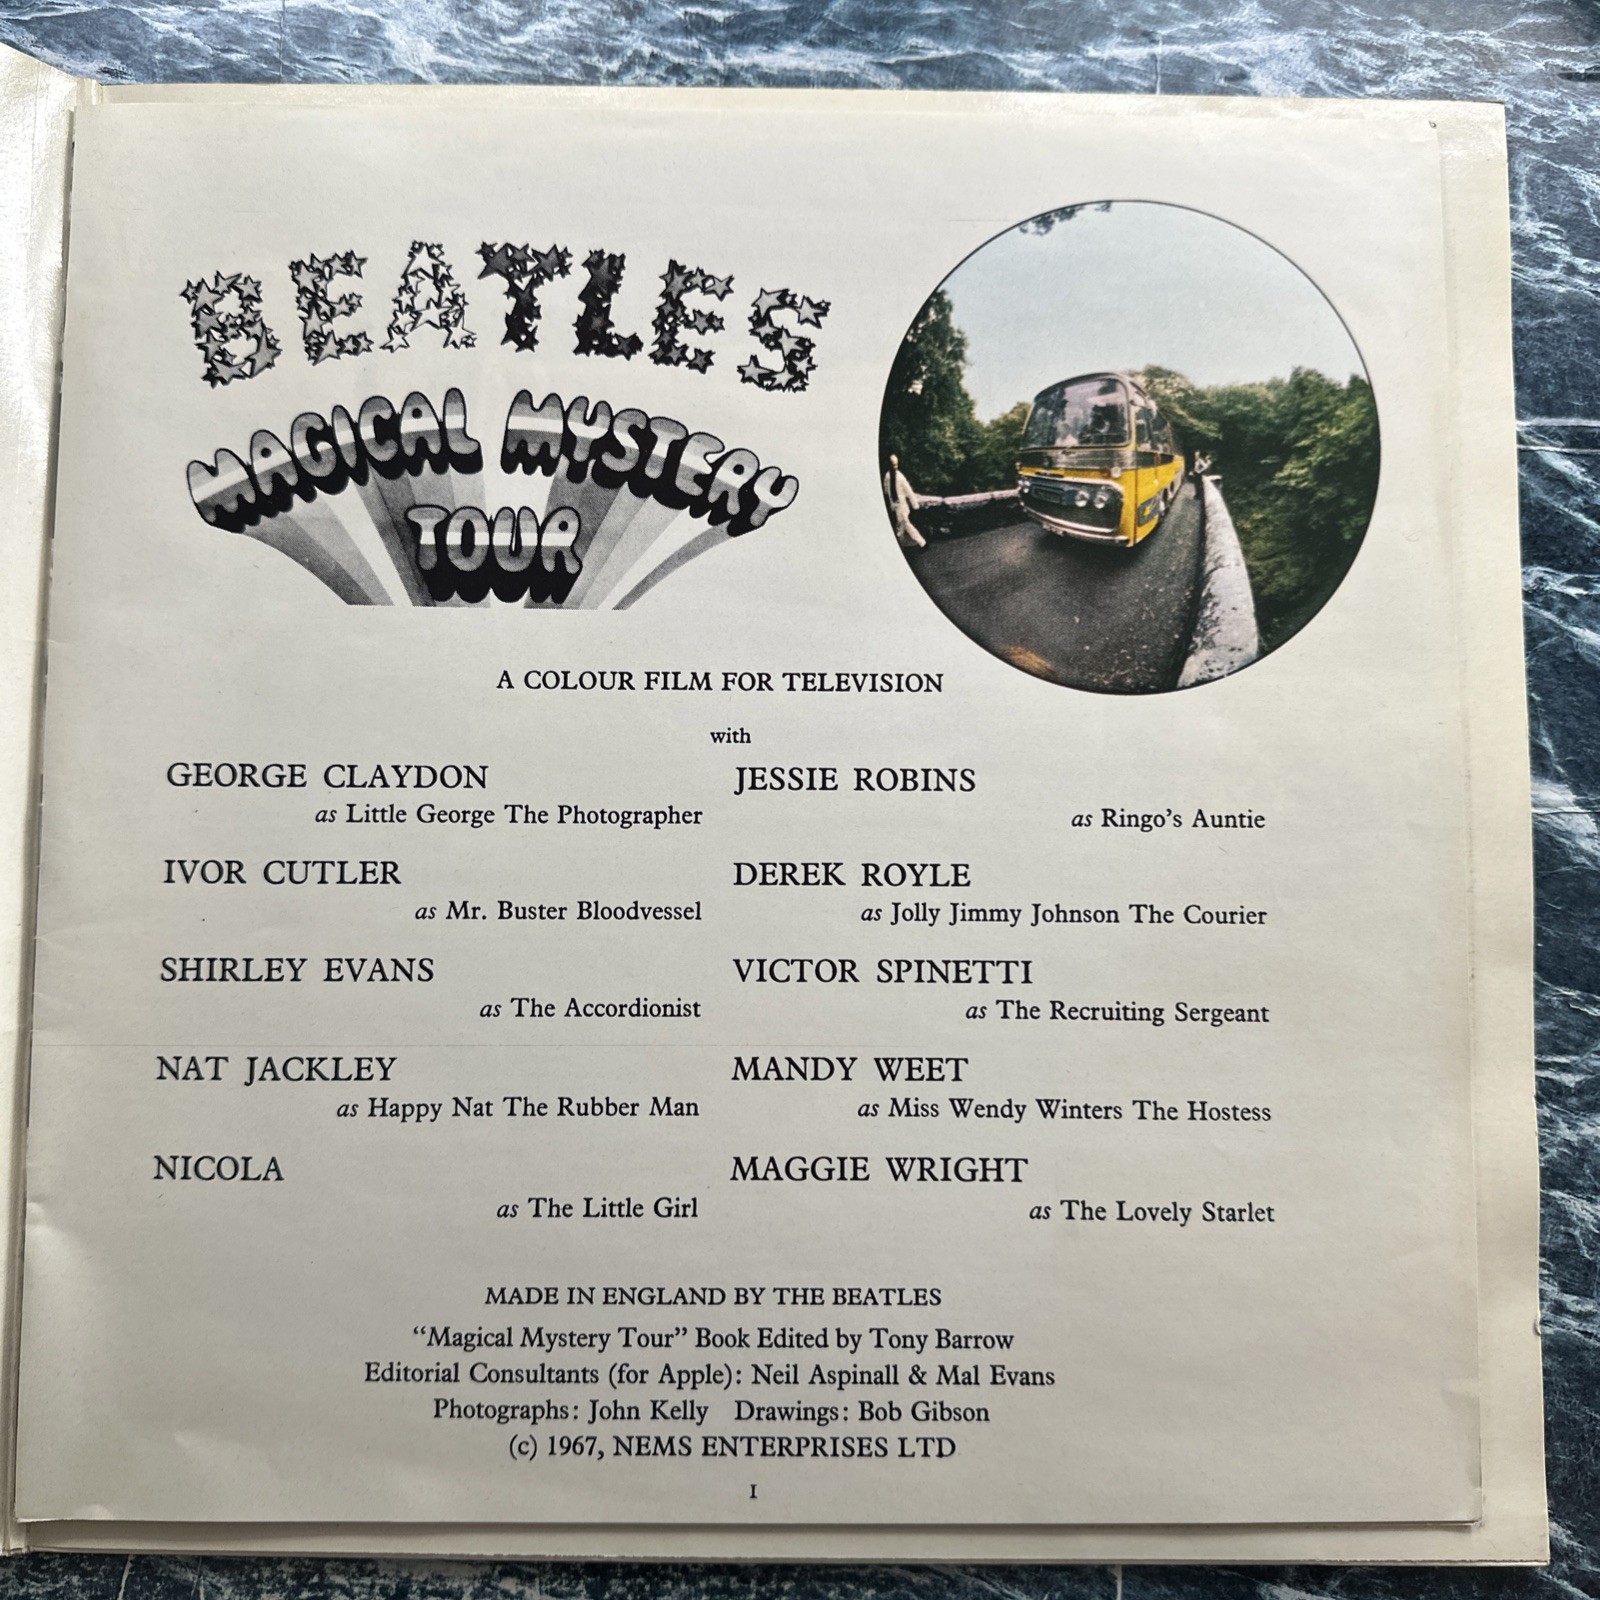 BEATLES
MAGICAL MYSTERY
TOUR
A COLOUR FILM FOR TELEVISION
with
GEORGE CLAYDON
as Little George The Photographer
JESSIE ROBINS
as Ringo's Auntie
IVOR CUTLER
as Mr. Buster Bloodvessel
DEREK ROYLE
as Jolly Jimmy Johnson The Courier
SHIRLEY EVANS
as The Accordionist
VICTOR SPINETTI
as The Recruiting Sergeant
NAT JACKLEY
as Happy Nat The Rubber Man
MANDY WEET
as Miss Wendy Winters The Hostess
NICOLA
as The Little Girl
MAGGIE WRIGHT
as The Lovely Starlet
MADE IN ENGLAND BY THE BEATLES
“Magical Mystery Tour” Book Edited by Tony Barrow
Editorial Consultants (for Apple): Neil Aspinall & Mal Evans
Photographs: John Kelly Drawings: Bob Gibson
(c) 1967, NEMS ENTERPRISES LTD
I